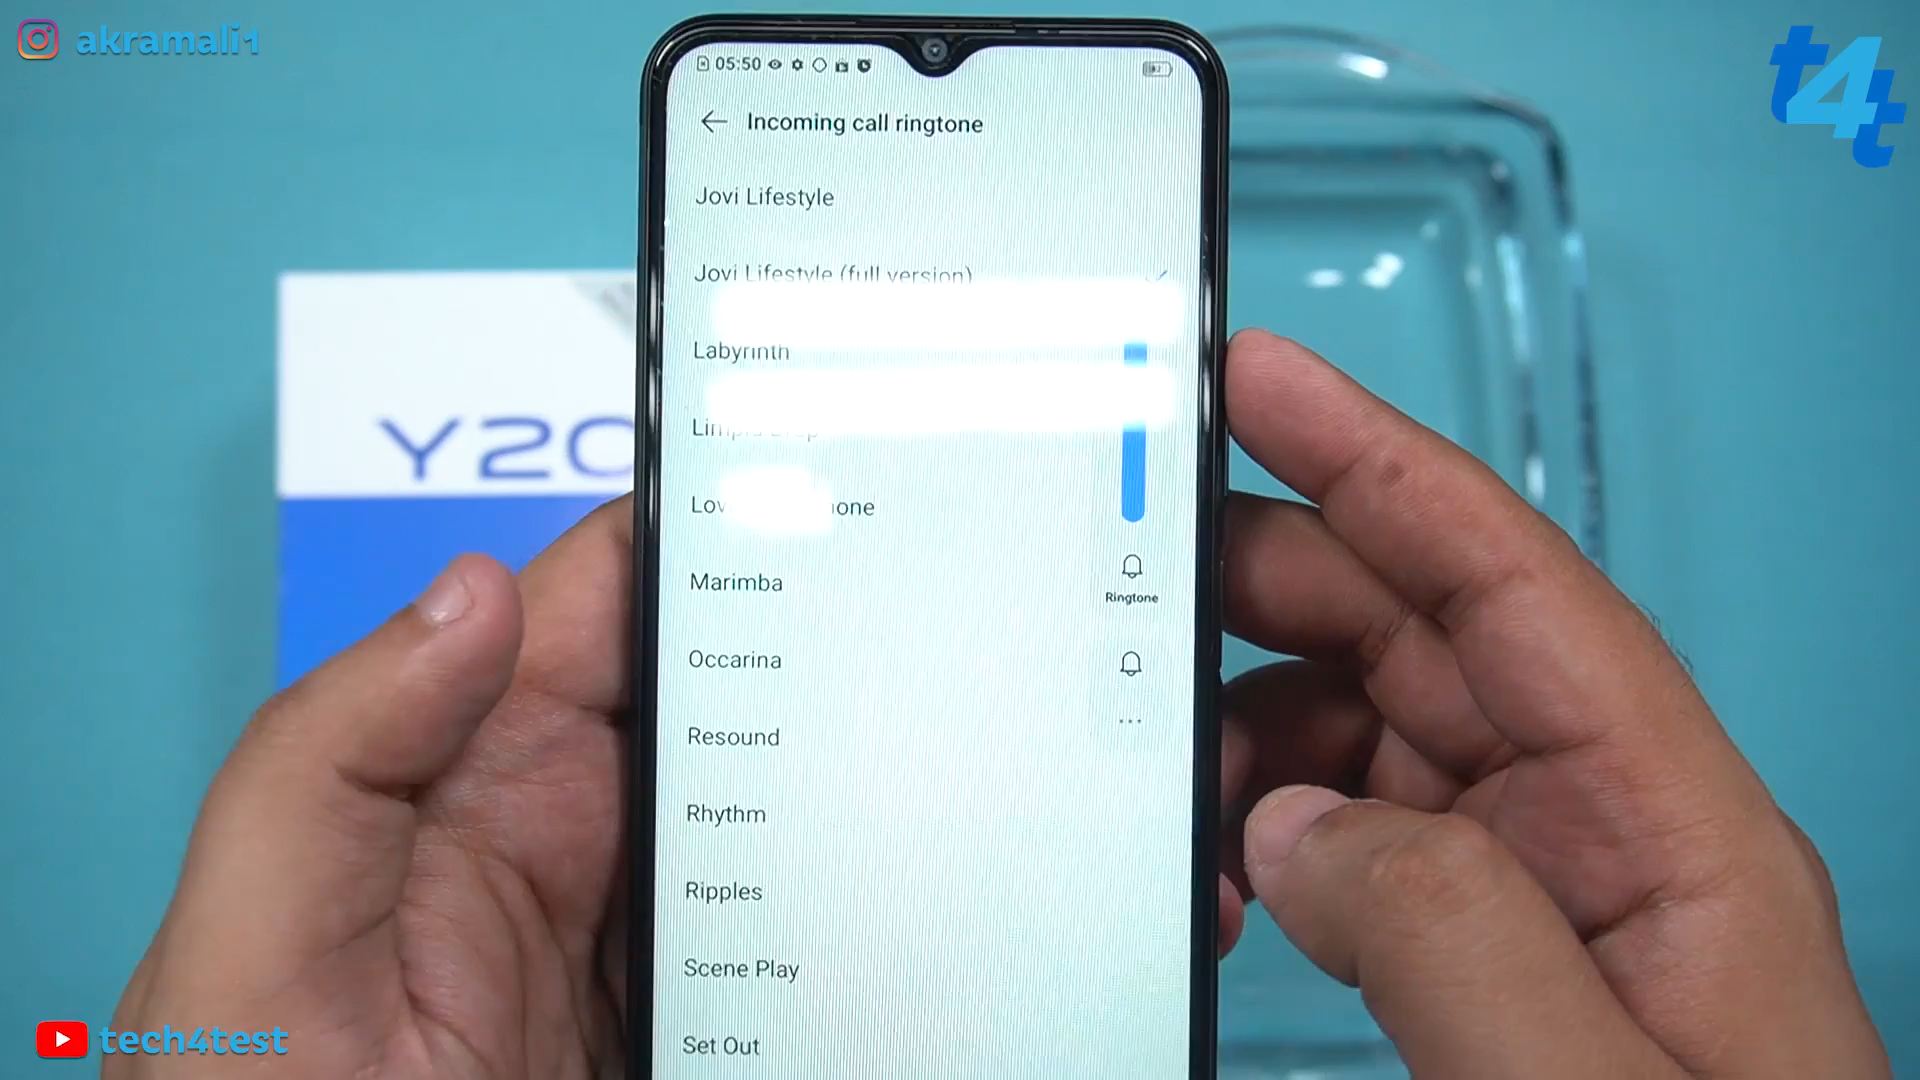 akramali1
t4t
05:50
Incoming call ringtone
Jovi Lifestyle
Jovi Lifestyle (full version)
Labyrinth
Marimba
Ringtone
Occarina
Resound
Rhythm
Ripples
Scene Play
Set Out
Y20
tech4test